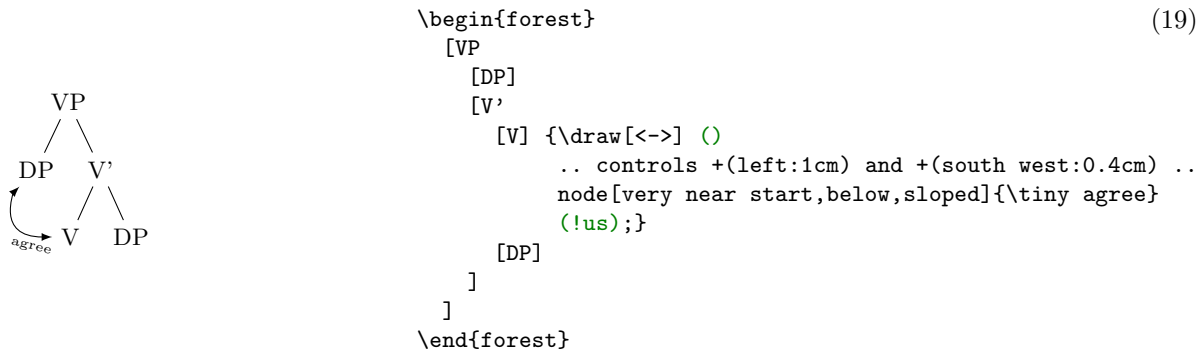 VP
DP V'
V DP
agree
\begin{forest} (19)
[VP
[DP]
[V'
[V] {\draw[<->] ()
.. controls +(left:1cm) and +(south west:0.4cm) ..
node[very near start,below,sloped]{\tiny agree}
(!us);}
[DP]
]
]
\end{forest}